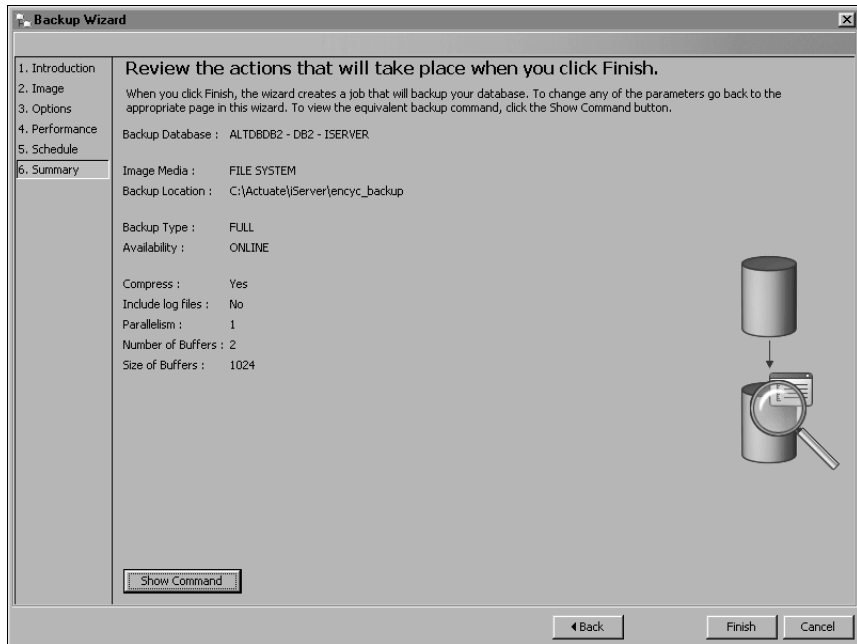 Backup Wizard
1. Introduction
2. Image
3. Options
4. Performance
5. Schedule
6. Summary
Review the actions that will take place when you click Finish.
When you click Finish, the wizard creates a job that will backup your database. To change any of the parameters go back to the
appropriate page in this wizard. To view the equivalent backup command, click the Show Command button.
Backup Database : ALTDBDB2 - DB2 - ISERVER
Image Media : FILE SYSTEM
Backup Location : C:\Actuate\iServer\encyc_backup
Backup Type : FULL
Availability : ONLINE
Compress : Yes
Include log files : No
Parallelism : 1
Number of Buffers : 2
Size of Buffers : 1024
Show Command
Back
Finish
Cancel